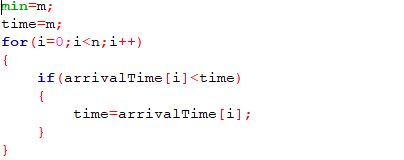 min=m;
time=m;
for(i=0;i<n;i++)
{
if(arrivalTime[i]<time)
{
time=arrivalTime[i];
}
}